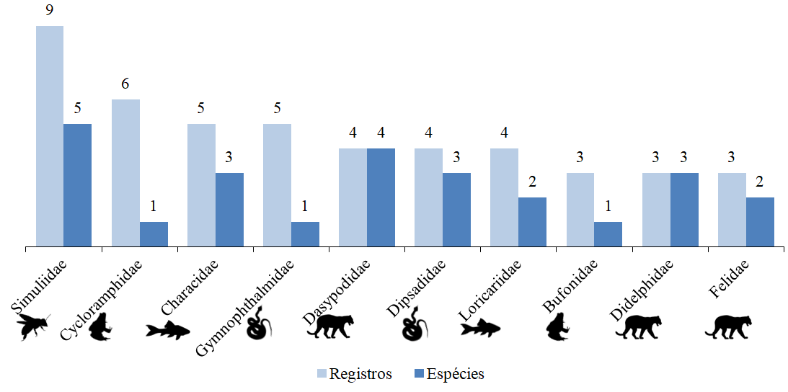 9
5
6
1
5
3
5
1
4
4
4
3
4
2
3
1
3
3
3
2
Simuliidae
Cycloramphidae
Characidae
Gymnophthalmidae
Dasypodidae
Dipsadidae
Loricariidae
Bufonidae
Didelphidae
Felidae
Registros
Espécies